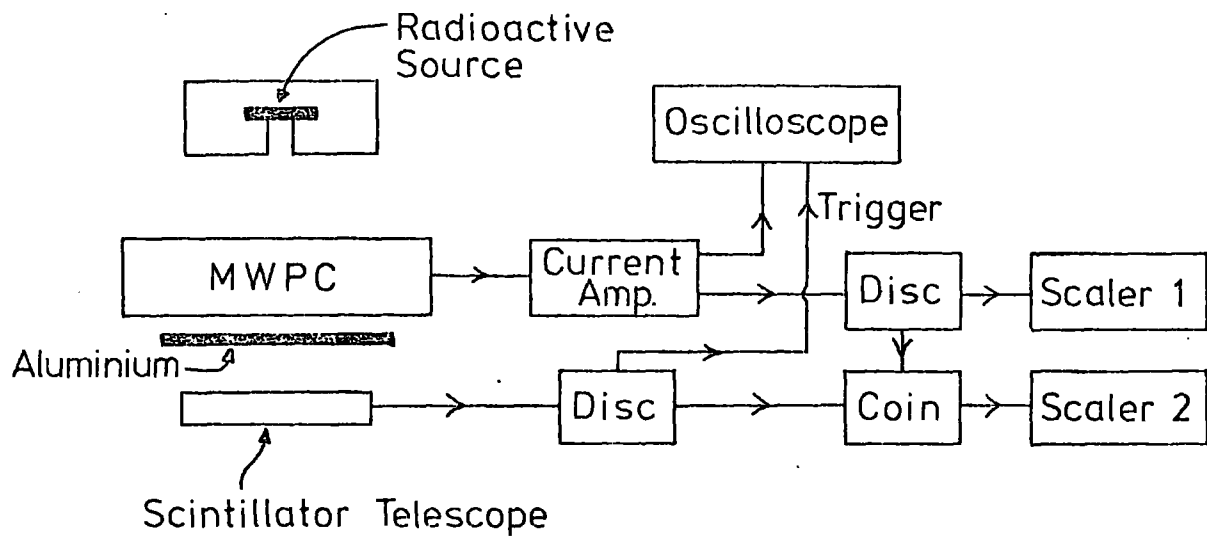 Radioactive
Source
Oscilloscope
Trigger
MWPC
Current
Amp.
Disc
Scaler 1
Aluminium
Disc
Coin
Scaler 2
Scintillator Telescope